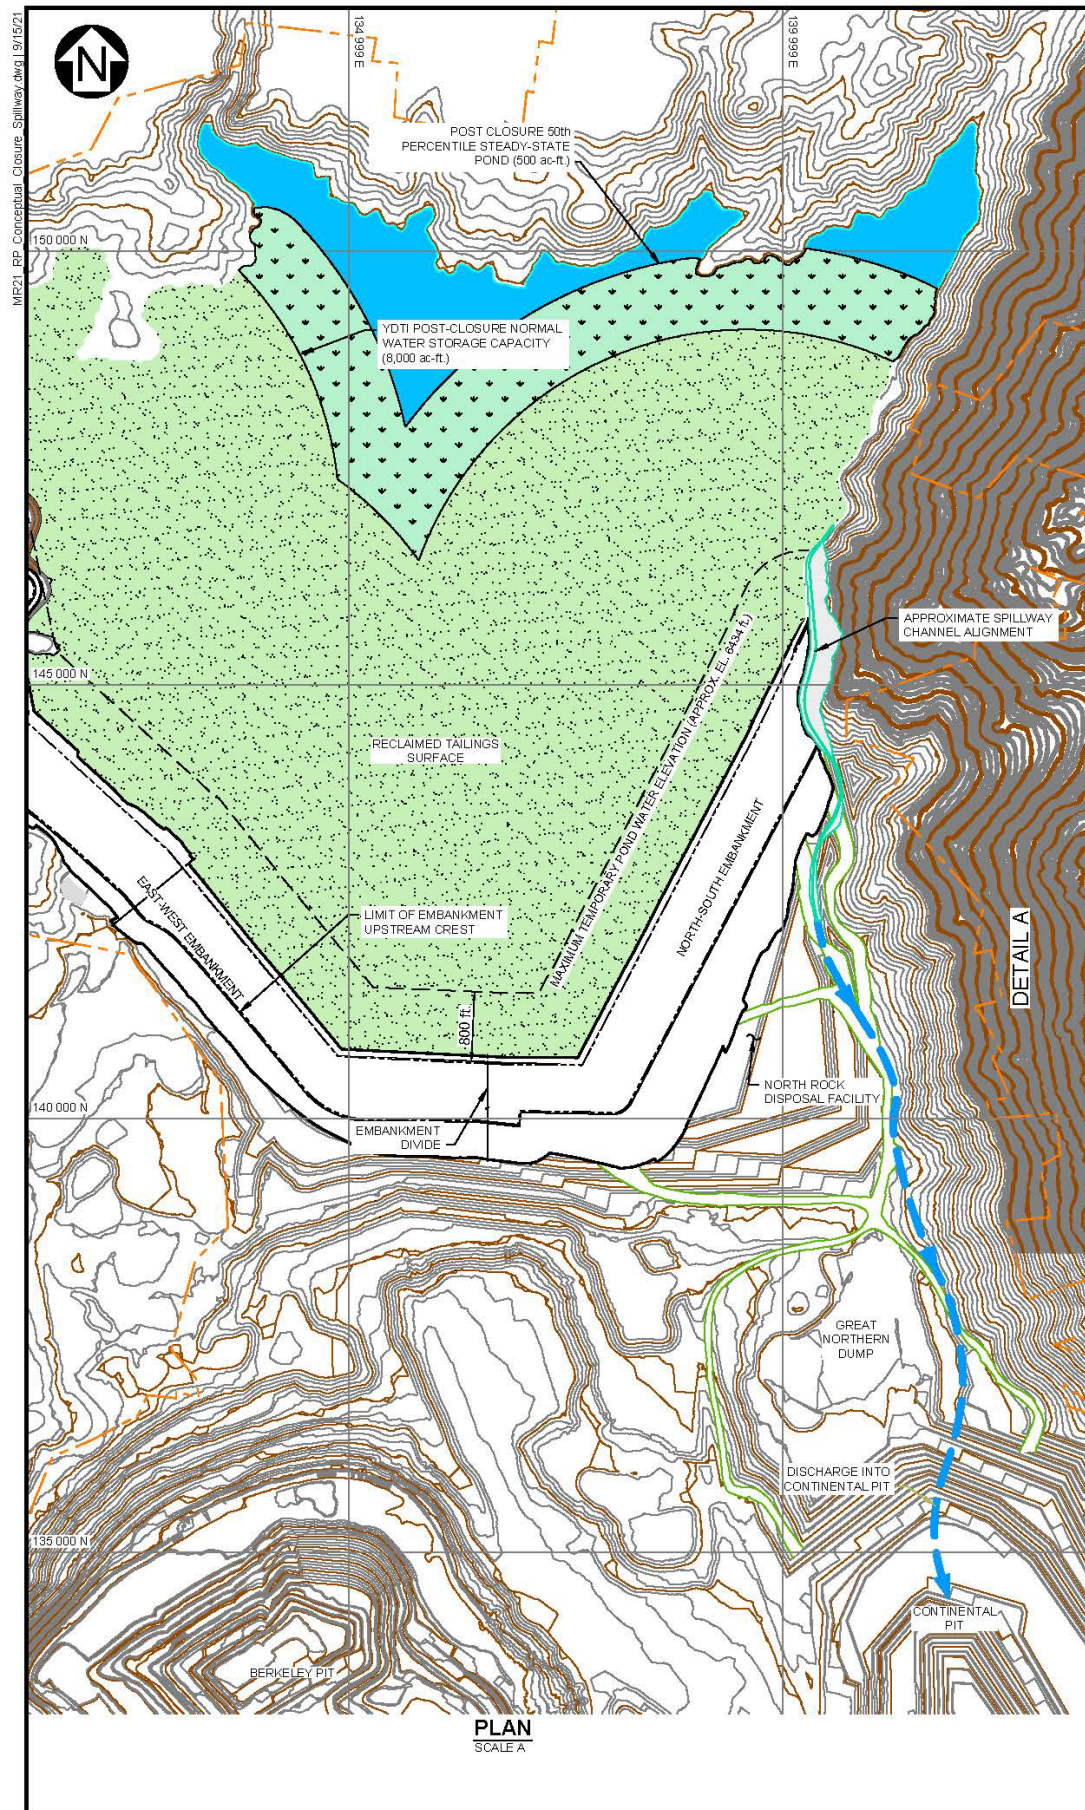 MR21_RP_Conceptual_Closure_Spillway.dwg | 9/15/21
N
134 999 E
139 999 E
POST CLOSURE 50th
PERCENTILE STEADY-STATE
POND (500 ac-ft.)
150 000 N
YDTI POST-CLOSURE NORMAL
WATER STORAGE CAPACITY
(8,000 ac-ft.)
APPROXIMATE SPILLWAY
CHANNEL ALIGNMENT
145 000 N
RECLAIMED TAILINGS
SURFACE
MAXIMUM TEMPORARY POND WATER ELEVATION (APPROX. EL. 6434 ft.)
NORTH-SOUTH EMBANKMENT
EAST-WEST EMBANKMENT
LIMIT OF EMBANKMENT
UPSTREAM CREST
DETAIL A
800 ft.
NORTH ROCK
DISPOSAL FACILITY
140 000 N
EMBANKMENT
DIVIDE
GREAT
NORTHERN
DUMP
DISCHARGE INTO
CONTINENTAL PIT
135 000 N
CONTINENTAL
PIT
BERKELEY PIT
PLAN
SCALE A